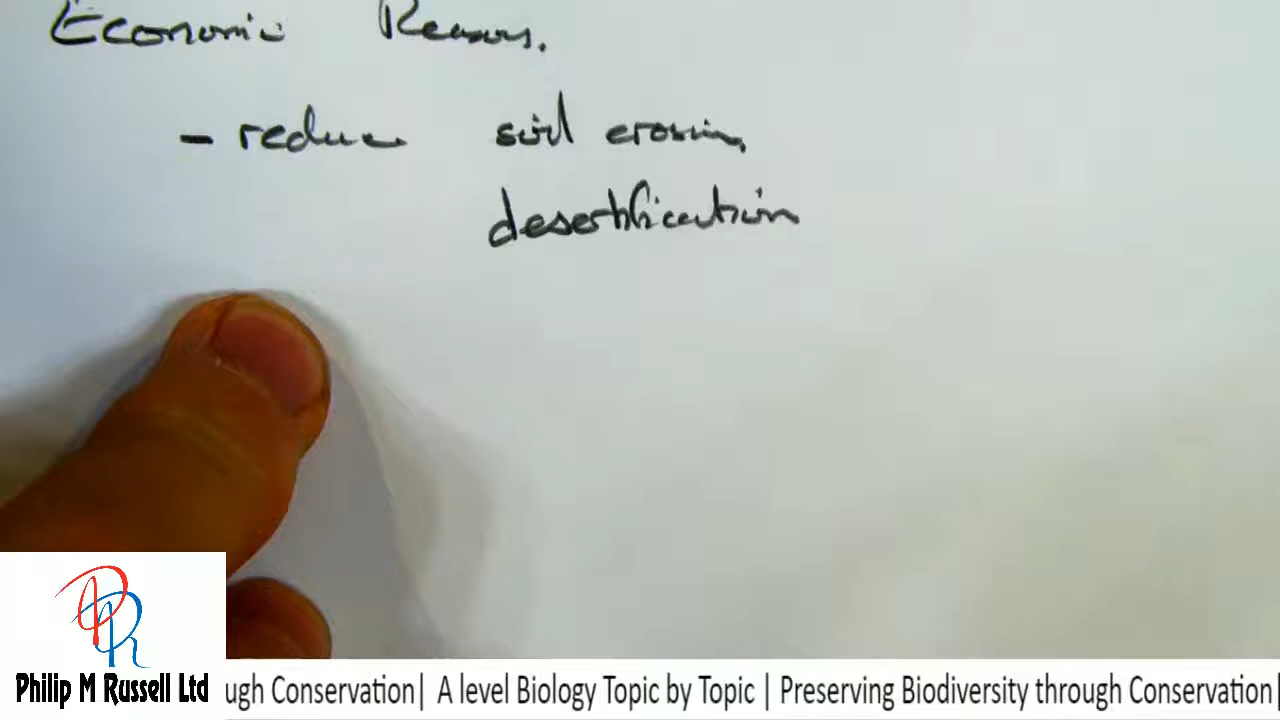 Economic Reasons.
- reduce soil erosion,
desertification
Philip M Russell Ltd
ugh Conservation| A level Biology Topic by Topic | Preserving Biodiversity through Conservation|